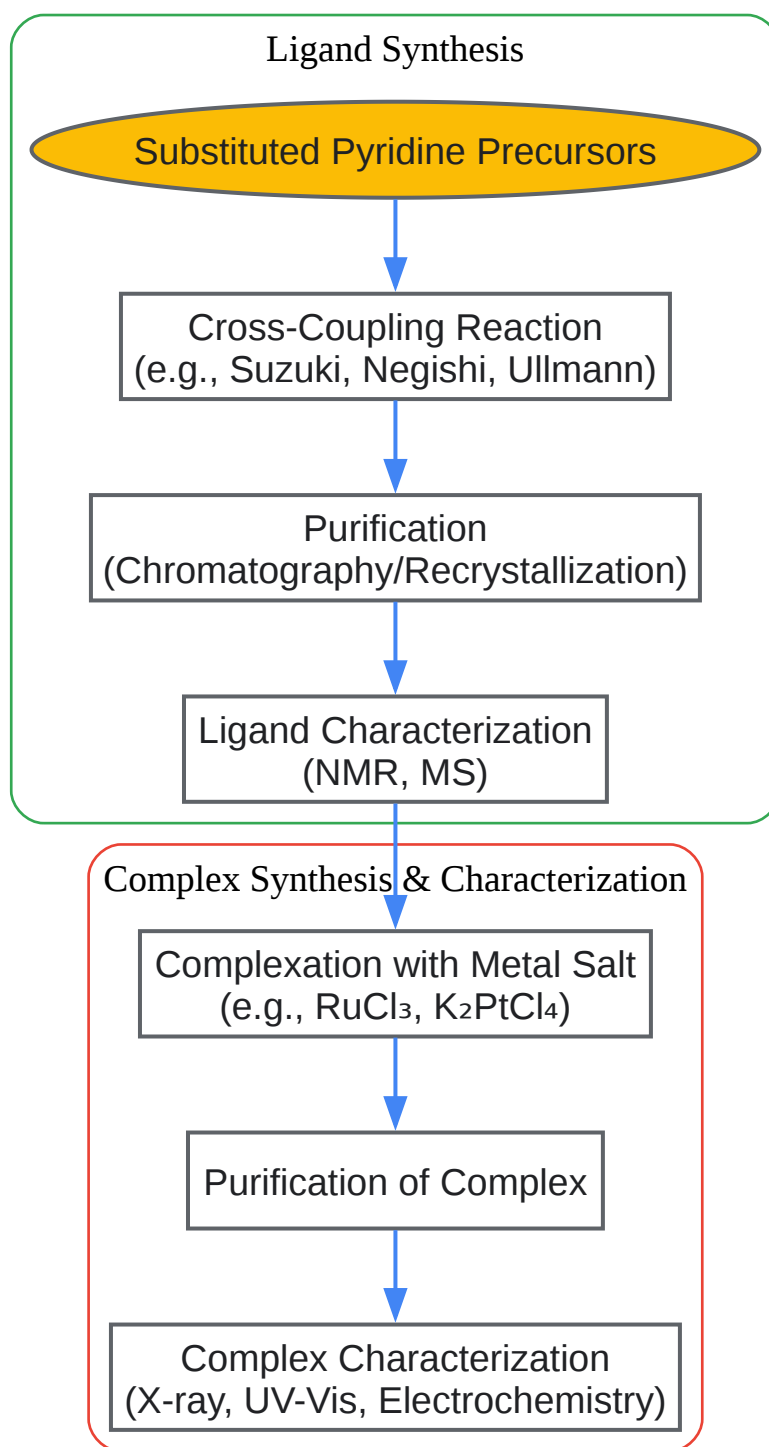 Ligand Synthesis
Substituted Pyridine Precursors
Cross-Coupling Reaction
(e.g., Suzuki, Negishi, Ullmann)
Purification
(Chromatography/Recrystallization)
Ligand Characterization
(NMR, MS)
Complex Synthesis & Characterization
Complexation with Metal Salt
(e.g., RuCl₃, K₂PtCl₄)
Purification of Complex
Complex Characterization
(X-ray, UV-Vis, Electrochemistry)